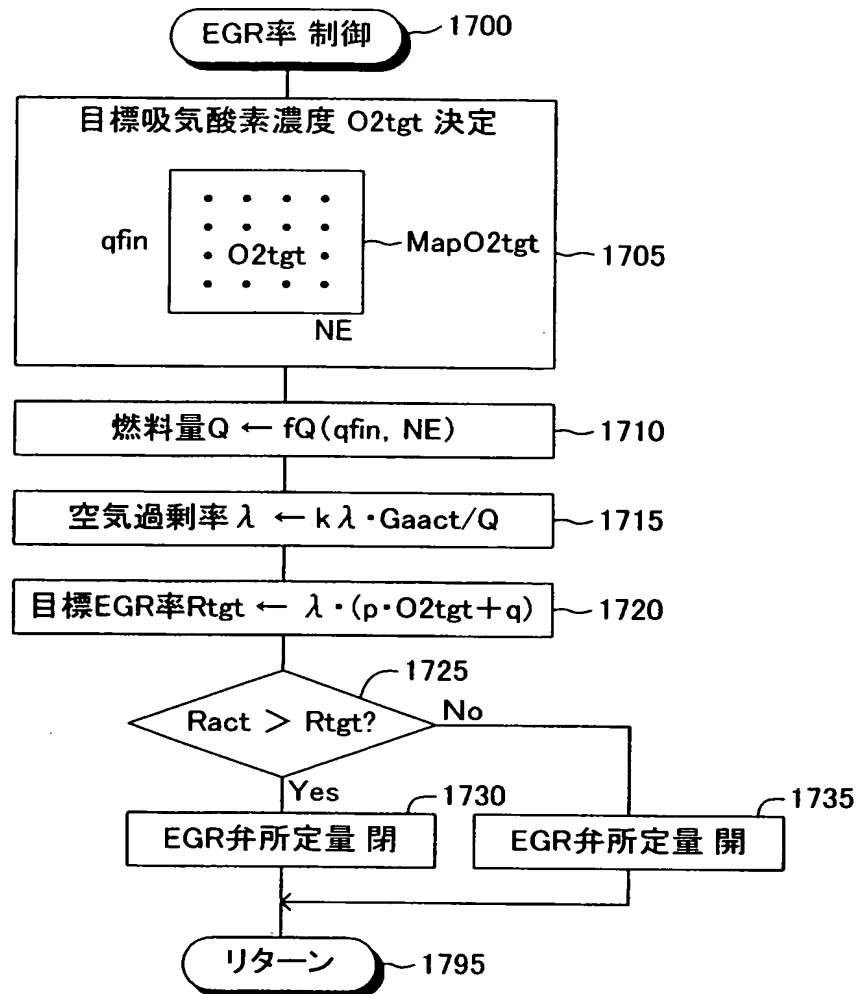 EGR率 制御
1700
目標吸気酸素濃度 O2tgt 決定
qfin
O2tgt
MapO2tgt
1705
NE
燃料量Q ← fQ(qfin, NE)
1710
空気過剰率λ ← kλ・Gaact/Q
1715
目標EGR率Rtgt ← λ・(p・O2tgt+q)
1720
1725
Ract > Rtgt?
No
Yes
1730
1735
EGR弁所定量 閉
EGR弁所定量 開
リターン
1795